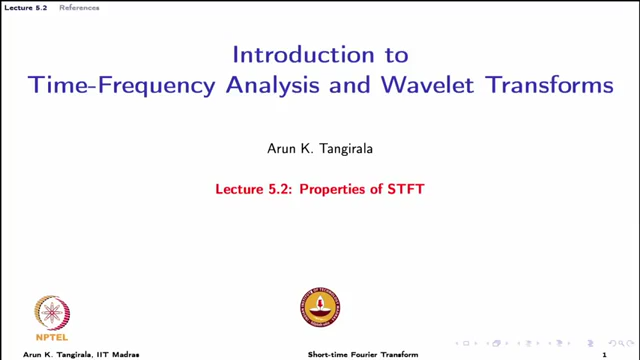 Lecture 5.2 References
Introduction to
Time-Frequency Analysis and Wavelet Transforms
Arun K. Tangirala
Lecture 5.2: Properties of STFT
NPTEL
Arun K. Tangirala, IIT Madras Short-time Fourier Transform 1